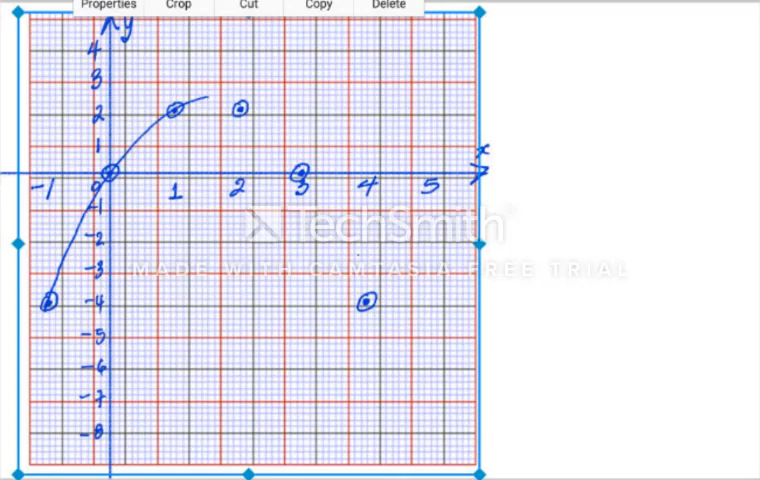 Properties Crop Cut Copy Delete
y
4
3
2
1
x
-1 0 1 2 3 4 5
-1
-2
-3
-4
-5
-6
-7
-8
TechSmith®
MADE WITH CAMTASIA FREE TRIAL